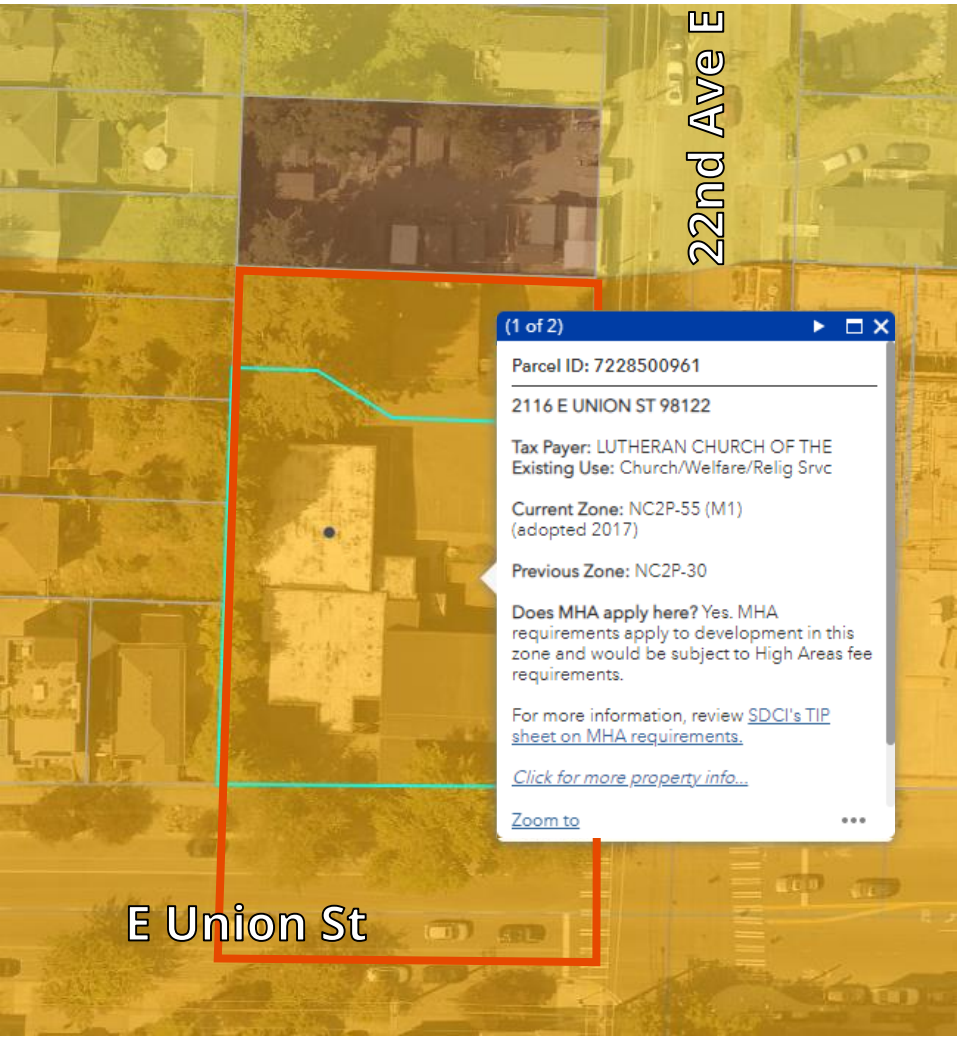 22nd Ave E
(1 of 2)
Parcel ID: 7228500961
2116 E UNION ST 98122
Tax Payer: LUTHERAN CHURCH OF THE
Existing Use: Church/Welfare/Relig Srvc
Current Zone: NC2P-55 (M1)
(adopted 2017)
Previous Zone: NC2P-30
Does MHA apply here? Yes. MHA
requirements apply to development in this
zone and would be subject to High Areas fee
requirements.
For more information, review SDCI's TIP
sheet on MHA requirements.
Click for more property info...
Zoom to
E Union St